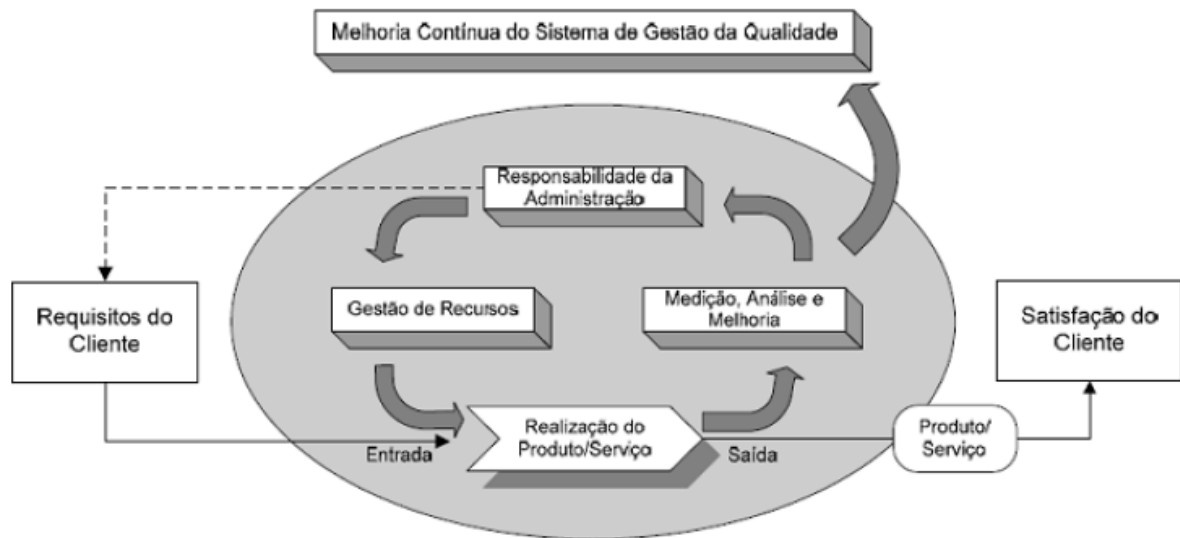 Melhoria Contínua do Sistema de Gestão da Qualidade
Responsabilidade da
Administração
Requisitos do
Cliente
Gestão de Recursos
Medição, Análise e
Melhoria
Satisfação do
Cliente
Entrada
Realização do
Produto/Serviço
Saída
Produto/
Serviço